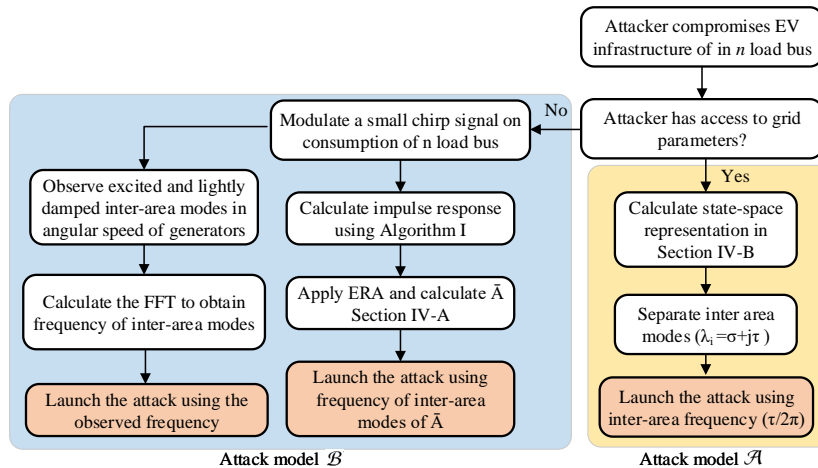 Attacker compromises EV
infrastructure of in n load bus
Attacker has access to grid
parameters?
No
Yes
Modulate a small chirp signal on
consumption of n load bus
Observe excited and lightly
damped inter-area modes in
angular speed of generators
Calculate the FFT to obtain
frequency of inter-area modes
Launch the attack using the
observed frequency
Calculate impulse response
using Algorithm I
Apply ERA and calculate Ā
Section IV-A
Launch the attack using
frequency of inter-area
modes of Ā
Calculate state-space
representation in
Section IV-B
Separate inter area
modes (λi=σ+jτ )
Launch the attack using
inter-area frequency (τ/2π)
Attack model ℬ
Attack model 𝒜